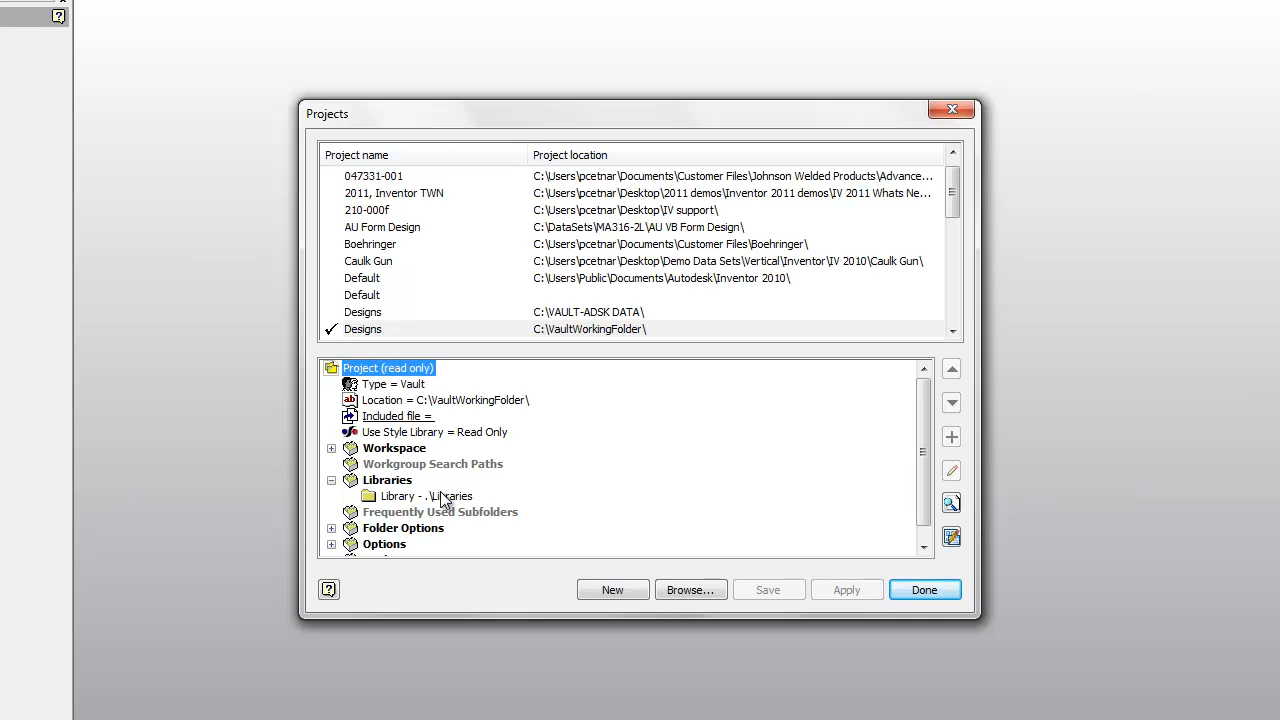 Projects
Project name Project location
047331-001 C:\Users\pcetnar\Documents\Customer Files\Johnson Welded Products\Advance...
2011, Inventor TWN C:\Users\pcetnar\Desktop\2011 demos\Inventor 2011 demos\IV 2011 Whats Ne...
210-000f C:\Users\pcetnar\Desktop\IV support\
AU Form Design C:\DataSets\MA316-2L\AU VB Form Design\
Boehringer C:\Users\pcetnar\Documents\Customer Files\Boehringer\
Caulk Gun C:\Users\pcetnar\Desktop\Demo Data Sets\Vertical\Inventor\IV 2010\Caulk Gun\
Default C:\Users\Public\Documents\Autodesk\Inventor 2010\
Default
Designs C:\VAULT-ADSK DATA\
Designs C:\VaultWorkingFolder\
Project (read only)
Type = Vault
Location = C:\VaultWorkingFolder\
Included file =
Use Style Library = Read Only
Workspace
Workgroup Search Paths
Libraries
Library - .\Libraries
Frequently Used Subfolders
Folder Options
Options
New Browse... Save Apply Done